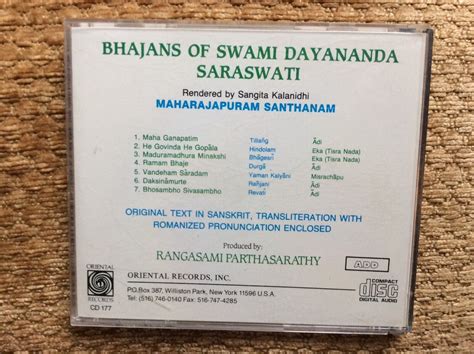 BHAJANS OF SWAMI DAYANANDA
SARASWATI
Rendered by Sangita Kalanidhi
MAHARAJAPURAM SANTHANAM
1. Maha Ganapatim Tillaṅg Ādi
2. He Govinda He Gopāla Hindolam Eka (Tisra Nada)
3. Maduramadhura Minakshi Bhāgesri Eka (Tisra Nada)
4. Ramam Bhaje Durgā Ādi
5. Vandeham Sāradam Yaman Kalyāni Misrachāpu
6. Daksināmurte Rañjani Ādi
7. Bhosambho Sivasambho Revati Ādi
ORIGINAL TEXT IN SANSKRIT, TRANSLITERATION WITH
ROMANIZED PRONUNCIATION ENCLOSED
Produced by:
RANGASAMI PARTHASARATHY
ORIENTAL
RECORDS
CD 177
ORIENTAL RECORDS, INC.
P.O.Box 387, Williston Park, New York 11596 U.S.A.
Tel: (516) 746-0140 Fax: 516-747-4285
ADD
COMPACT
disc
DIGITAL AUDIO